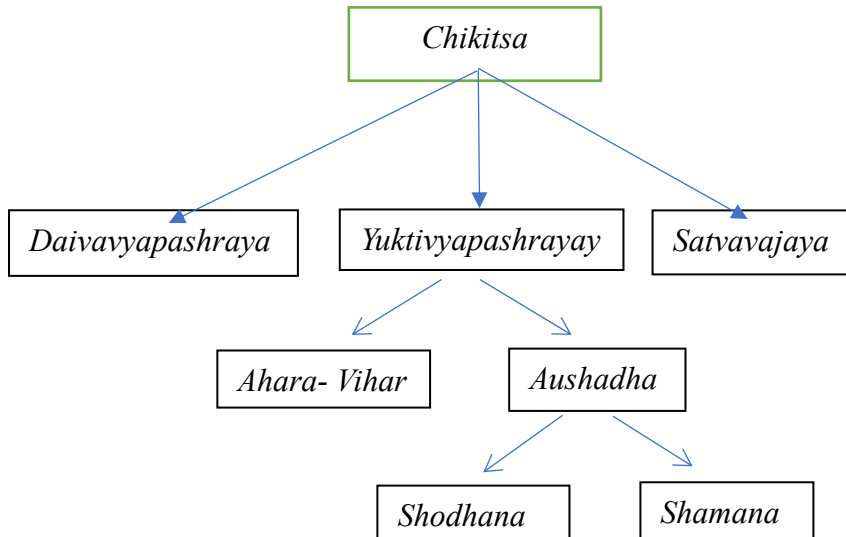 Chikitsa
Daivavyapashraya
Yuktivyapashrayay
Satvavajaya
Ahara- Vihar
Aushadha
Shodhana
Shamana